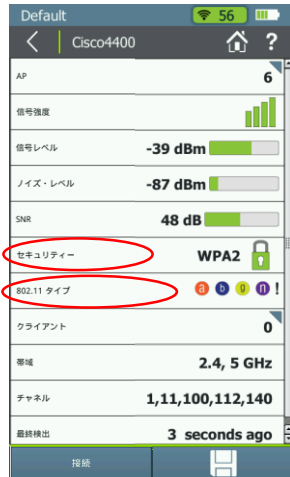 Default 56
Cisco4400 ?
AP 6
信号強度
信号レベル -39 dBm
ノイズ・レベル -87 dBm
SNR 48 dB
セキュリティー WPA2
802.11 タイプ a b g n !
クライアント 0
帯域 2.4, 5 GHz
チャネル 1,11,100,112,140
最終検出 3 seconds ago
接続